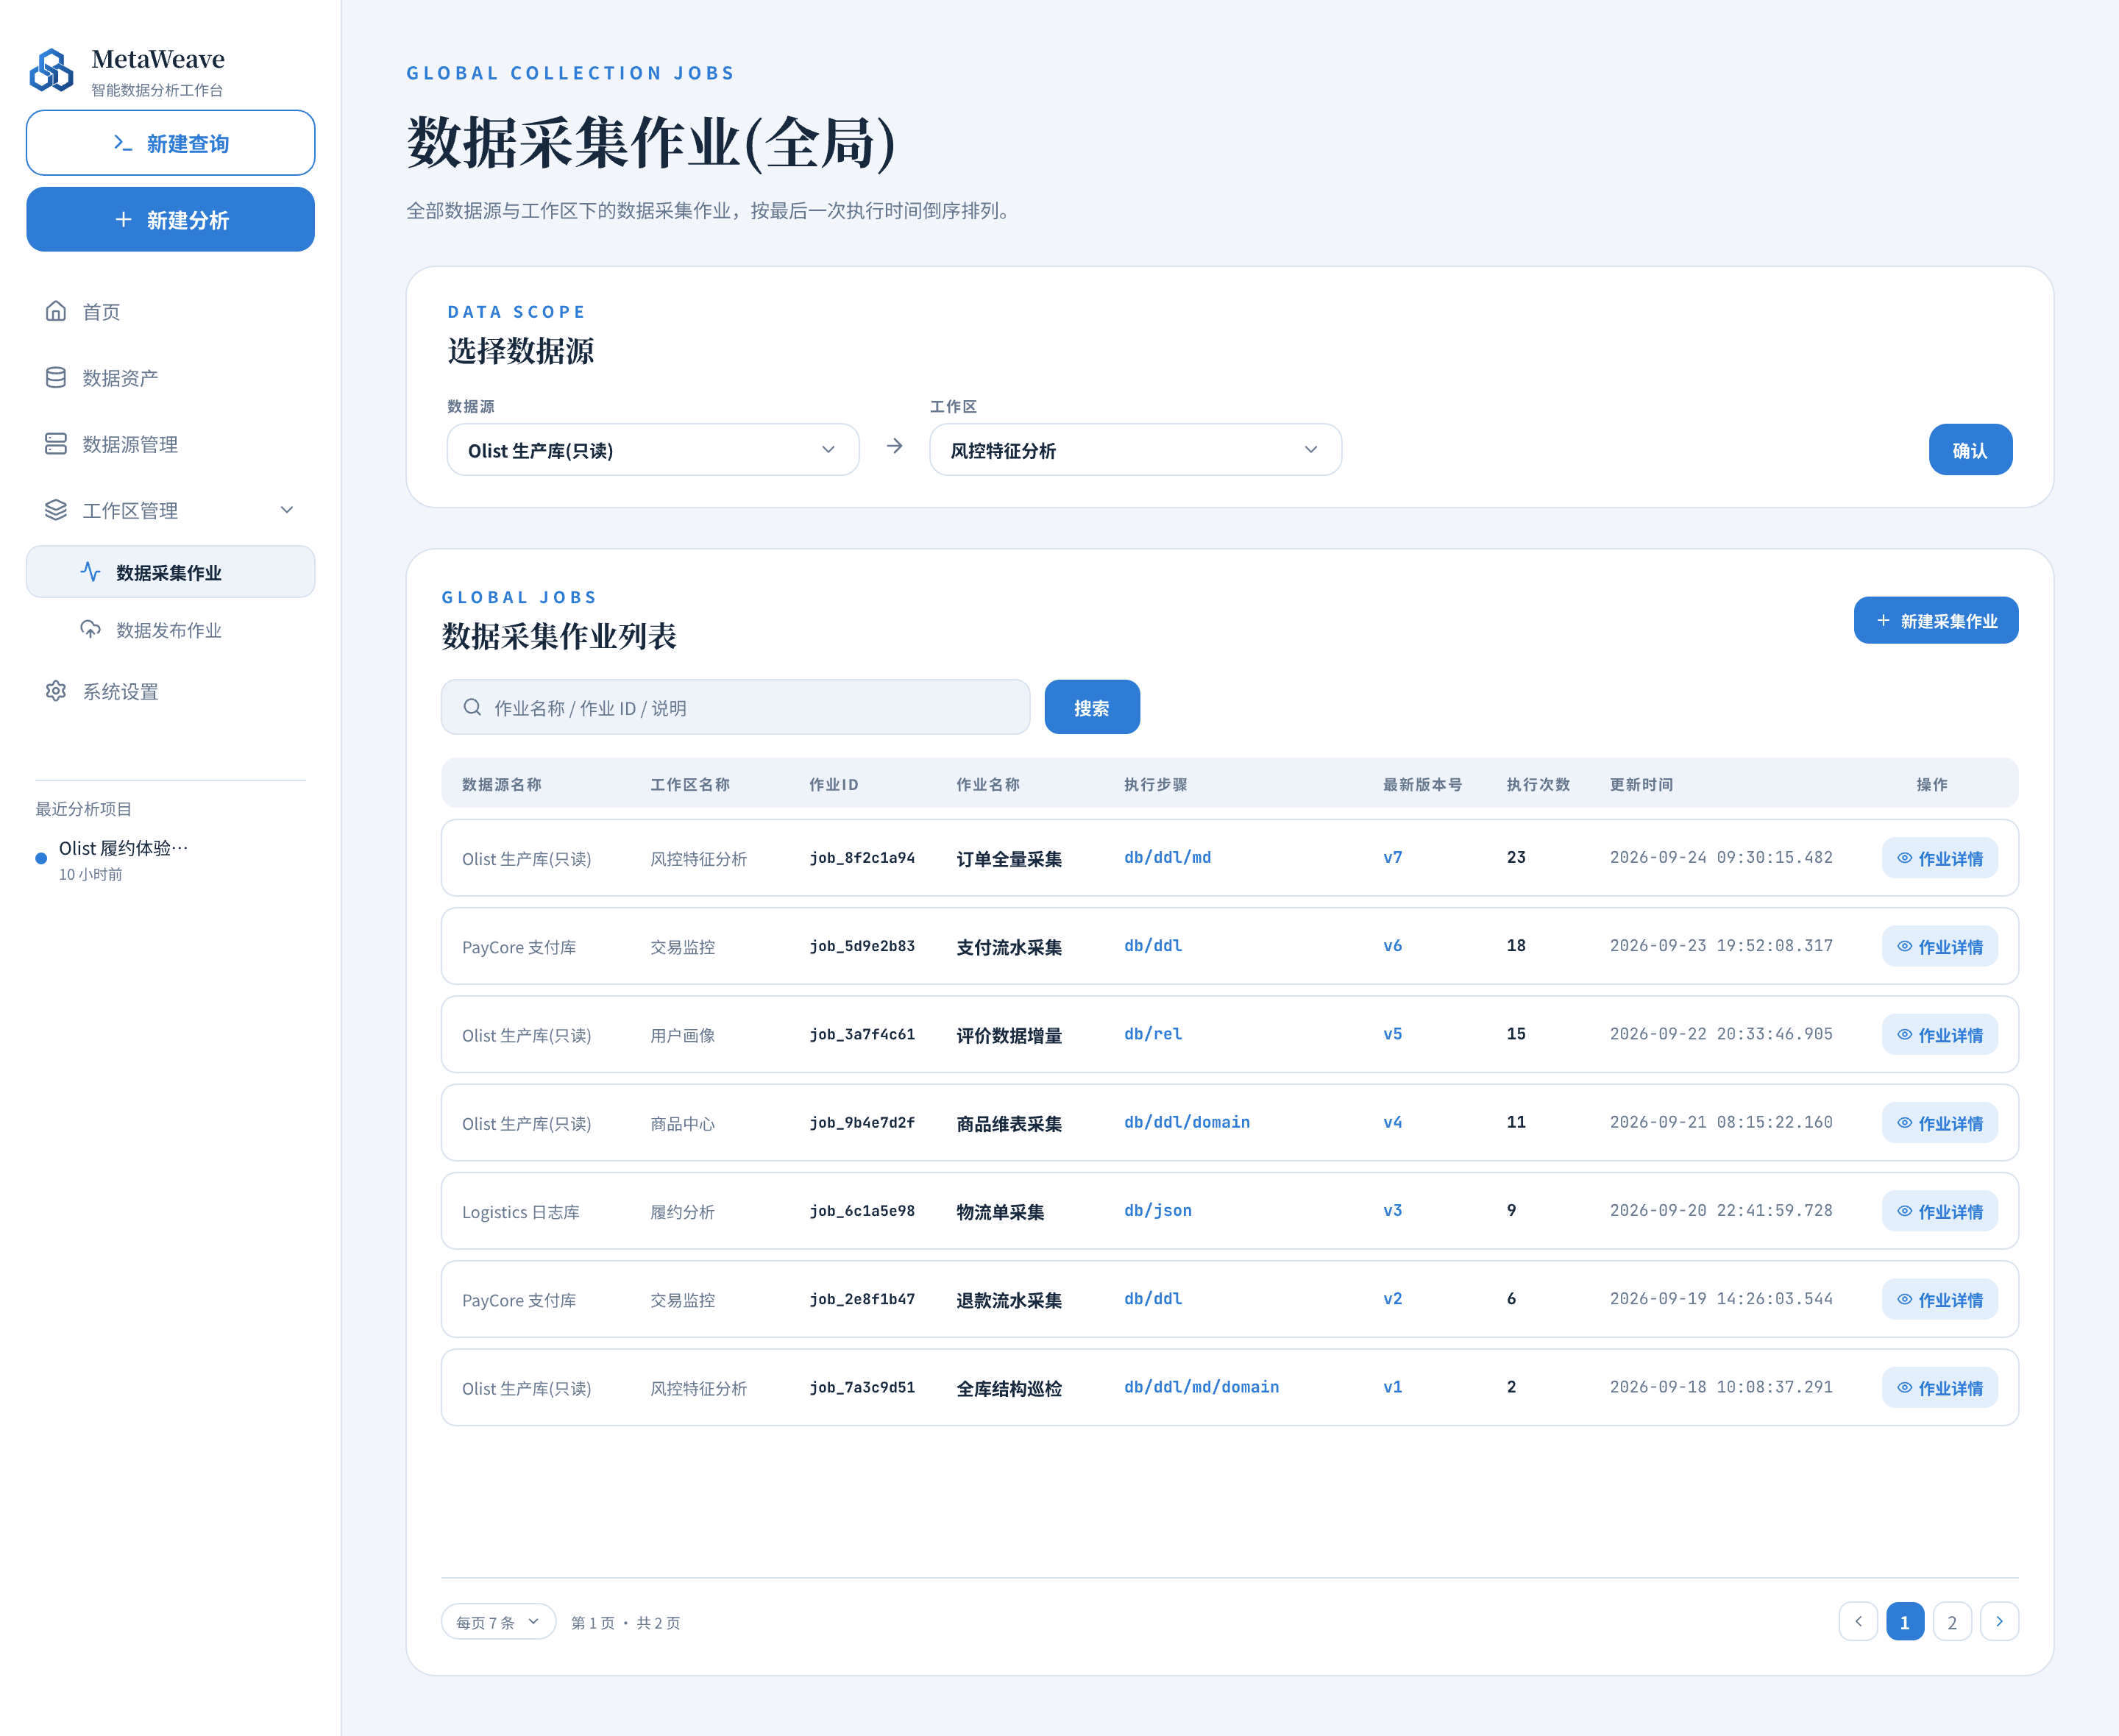 MetaWeave
智能数据分析工作台
新建查询
新建分析
首页
数据资产
数据源管理
工作区管理
数据采集作业
数据发布作业
系统设置
最近分析项目
Olist 履约体验…
10 小时前
GLOBAL COLLECTION JOBS
数据采集作业(全局)
全部数据源与工作区下的数据采集作业，按最后一次执行时间倒序排列。
DATA SCOPE
选择数据源
数据源 工作区
Olist 生产库(只读) → 风控特征分析 确认
GLOBAL JOBS
数据采集作业列表
新建采集作业
作业名称 / 作业 ID / 说明 搜索
数据源名称 工作区名称 作业ID 作业名称 执行步骤 最新版本号 执行次数 更新时间 操作
Olist 生产库(只读) 风控特征分析 job_8f2c1a94 订单全量采集 db/ddl/md v7 23 2026-09-24 09:30:15.482 作业详情
PayCore 支付库 交易监控 job_5d9e2b83 支付流水采集 db/ddl v6 18 2026-09-23 19:52:08.317 作业详情
Olist 生产库(只读) 用户画像 job_3a7f4c61 评价数据增量 db/rel v5 15 2026-09-22 20:33:46.905 作业详情
Olist 生产库(只读) 商品中心 job_9b4e7d2f 商品维表采集 db/ddl/domain v4 11 2026-09-21 08:15:22.160 作业详情
Logistics 日志库 履约分析 job_6c1a5e98 物流单采集 db/json v3 9 2026-09-20 22:41:59.728 作业详情
PayCore 支付库 交易监控 job_2e8f1b47 退款流水采集 db/ddl v2 6 2026-09-19 14:26:03.544 作业详情
Olist 生产库(只读) 风控特征分析 job_7a3c9d51 全库结构巡检 db/ddl/md/domain v1 2 2026-09-18 10:08:37.291 作业详情
每页 7 条 第 1 页 · 共 2 页 1 2